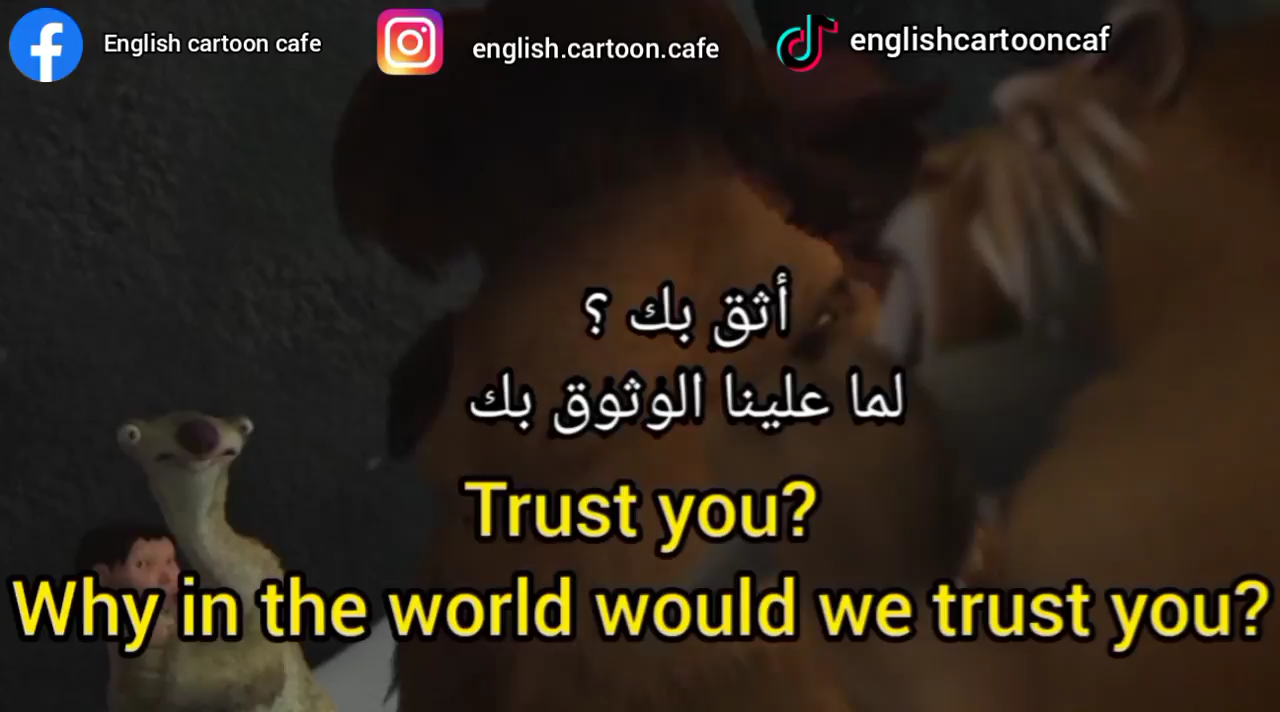 English cartoon cafe
english.cartoon.cafe
englishcartooncaf
أثق بك ؟
لما علينا الوثوق بك
Trust you?
Why in the world would we trust you?